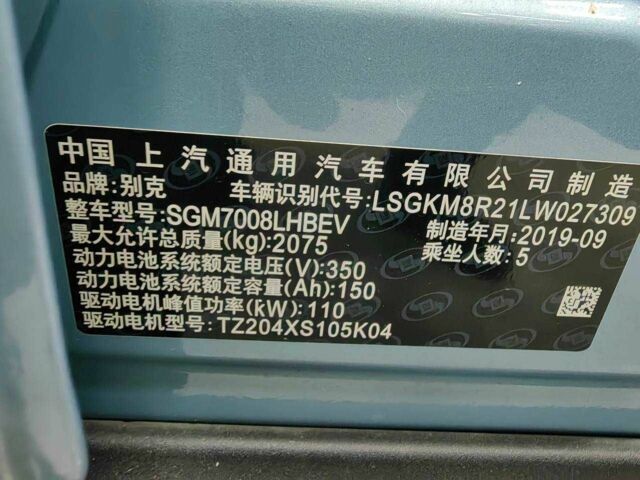 中国上汽通用汽车有限公司制造
品牌:别克 车辆识别代号:LSGKM8R21LW027309
整车型号:SGM7008LHBEV 制造年月:2019-09
最大允许总质量(kg):2075 乘坐人数:5
动力电池系统额定电压(V):350
动力电池系统额定容量(Ah):150
驱动电机峰值功率(kW):110
驱动电机型号:TZ204XS105K04